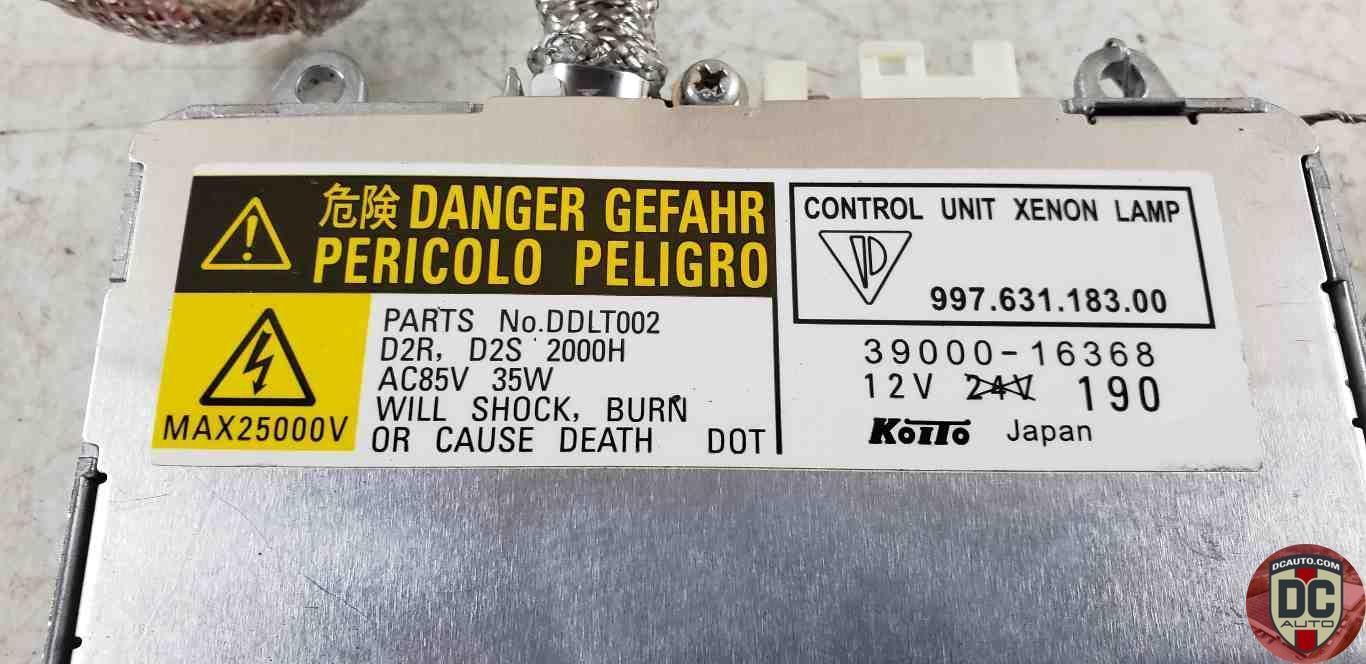 危険 DANGER GEFAHR
PERICOLO PELIGRO
MAX25000V
PARTS No.DDLT002
D2R, D2S 2000H
AC85V 35W
WILL SHOCK, BURN
OR CAUSE DEATH DOT
CONTROL UNIT XENON LAMP
997.631.183.00
39000-16368
12V 24V 190
KOITO Japan
DCAUTO.COM
DC
AUTO